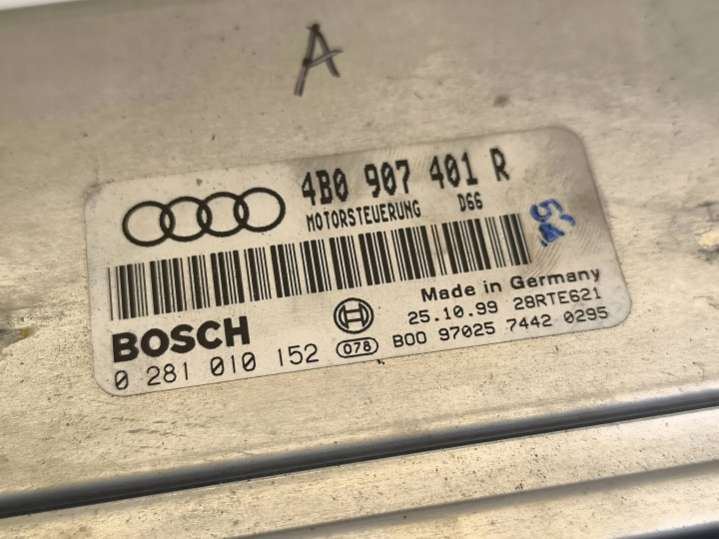 A
4B0 907 401 R
MOTORSTEUERUNG D66
Made in Germany
BOSCH
25.10.99 28RTE621
0 281 010 152 078 B00 97025 7442 0295